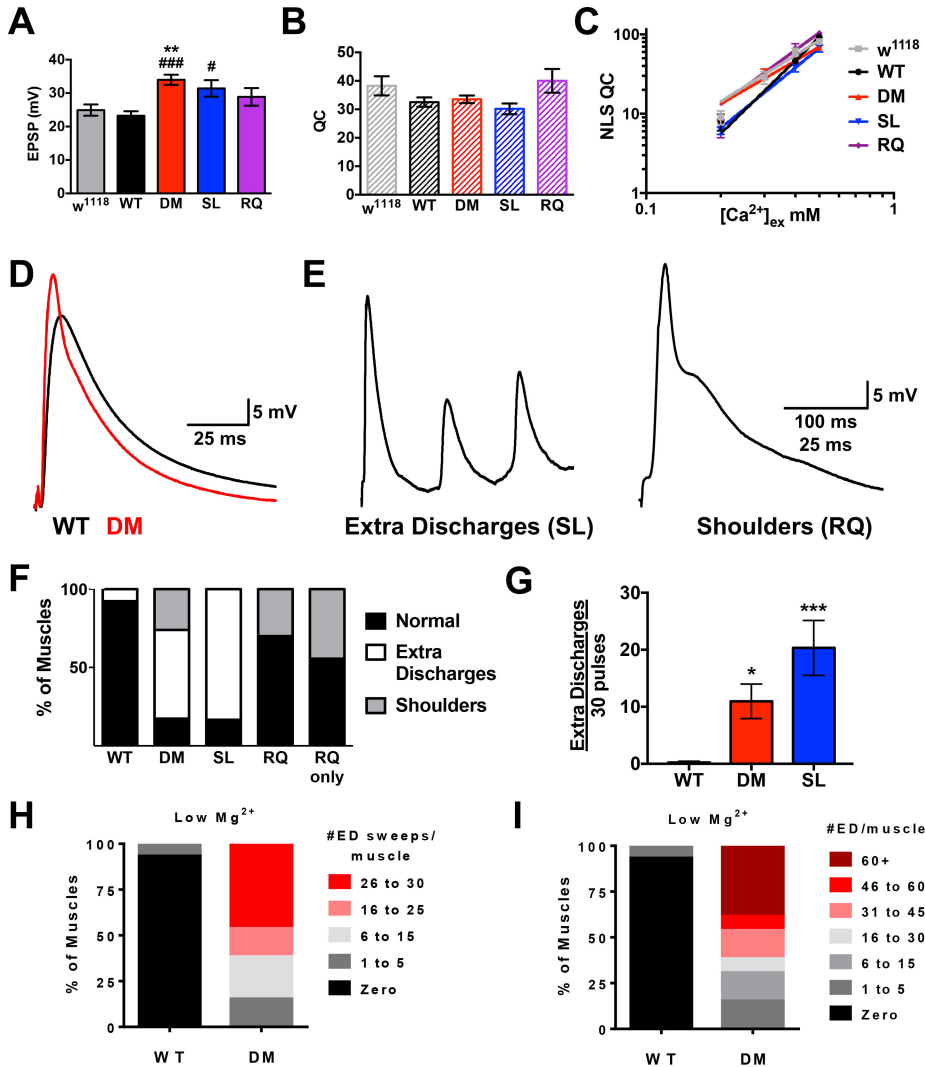 A
**
###
#
EPSP (mV)
40
30
20
10
0
w1118
WT
DM
SL
RQ
B
QC
50
40
30
20
10
0
w1118
WT
DM
SL
RQ
C
NLS QC
100
10
1
0.1
1
[Ca2+]ex mM
w1118
WT
DM
SL
RQ
D
5 mV
25 ms
WT DM
E
5 mV
100 ms
25 ms
Extra Discharges (SL)
Shoulders (RQ)
F
% of Muscles
100
50
WT
DM
SL
RQ
RQ
only
Normal
Extra
Discharges
Shoulders
G
Extra Discharges
30 pulses
30
20
10
0
*
***
WT
DM
SL
H
Low Mg2+
% of Muscles
100
75
50
25
0
WT
DM
#ED sweeps/
muscle
26 to 30
16 to 25
6 to 15
1 to 5
Zero
I
Low Mg2+
% of Muscles
100
75
50
25
0
WT
DM
#ED/muscle
60+
46 to 60
31 to 45
16 to 30
6 to 15
1 to 5
Zero